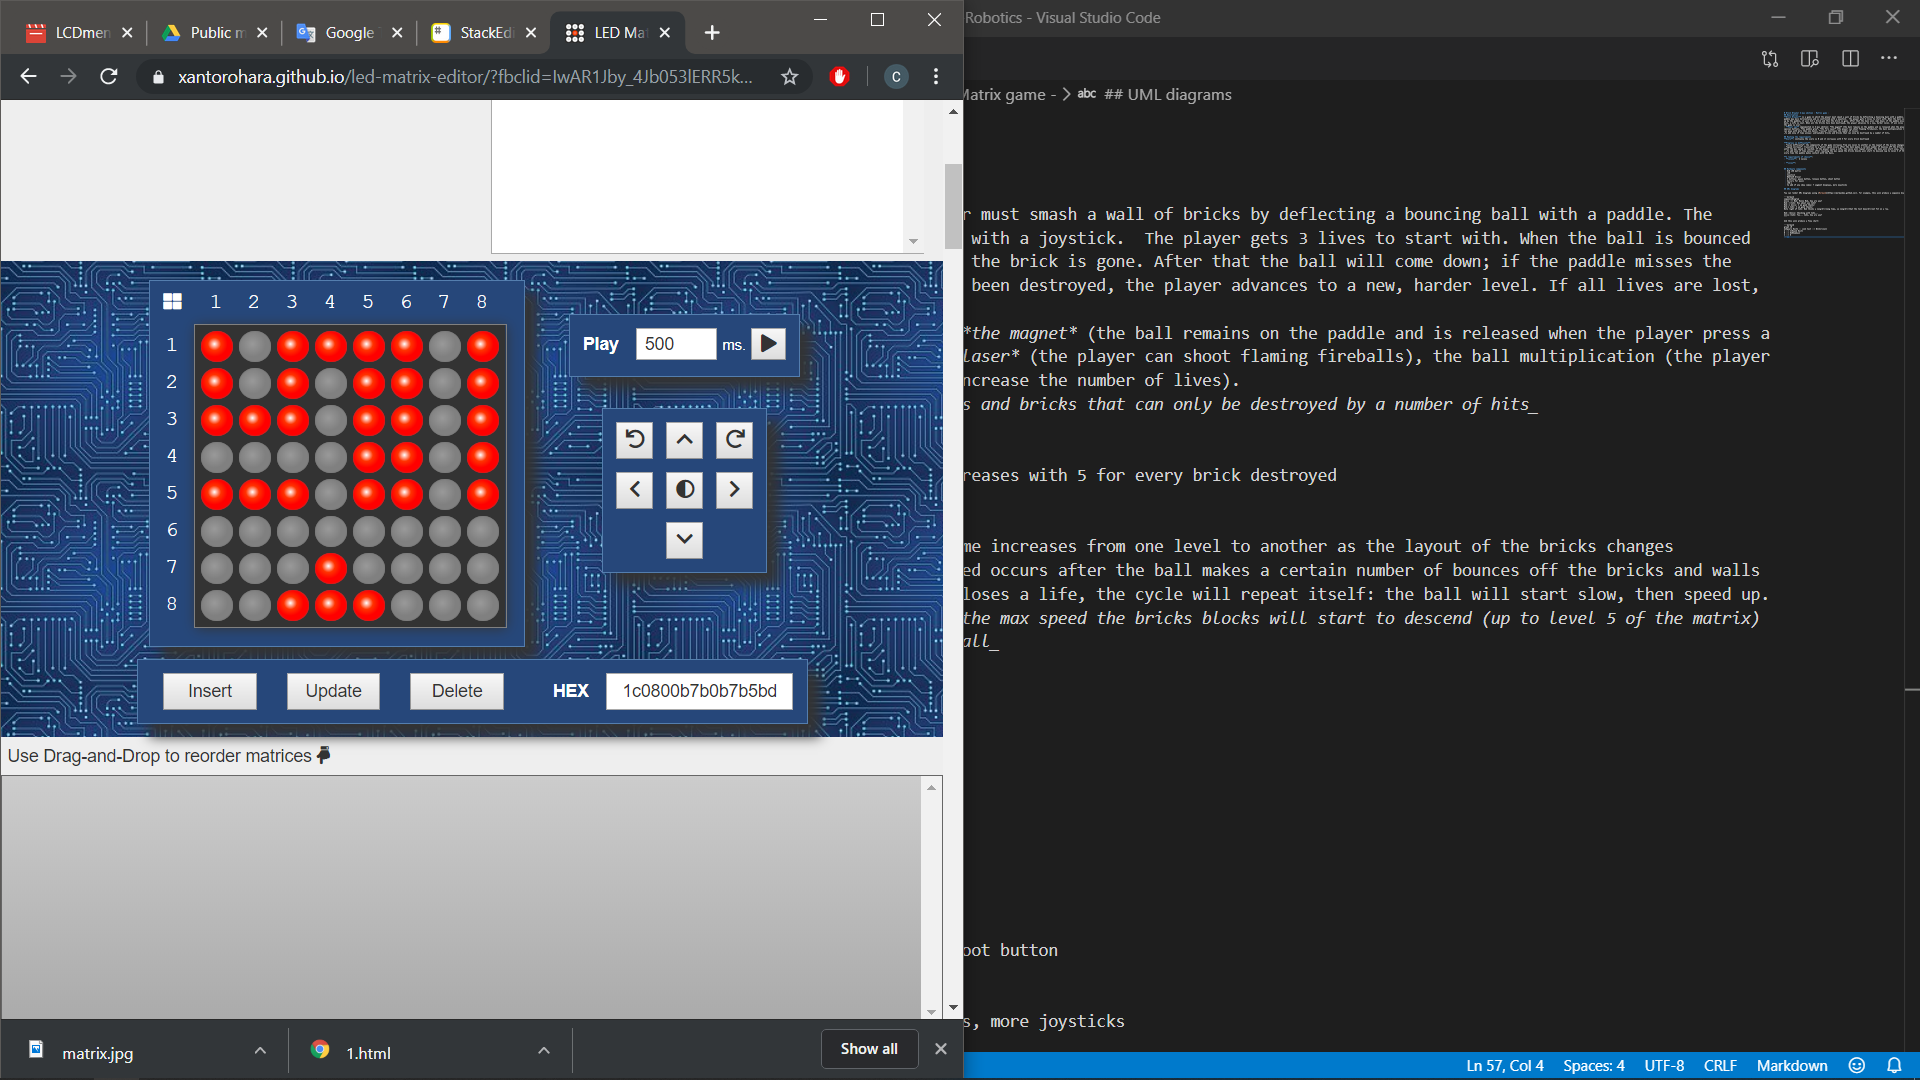 LCDmen
Public m
Google
StackEdi
LED Mat
xantorohara.github.io/led-matrix-editor/?fbclid=IwAR1Jby_4Jb053lERR5k...
C
1 2 3 4 5 6 7 8
1
2
3
4
5
6
7
8
Play 500 ms.
Insert Update Delete HEX 1c0800b7b0b7b5bd
Use Drag-and-Drop to reorder matrices
matrix.jpg
1.html
Show all
Robotics - Visual Studio Code
Matrix game - > abc ## UML diagrams
r must smash a wall of bricks by deflecting a bouncing ball with a paddle. The
with a joystick.  The player gets 3 lives to start with. When the ball is bounced
the brick is gone. After that the ball will come down; if the paddle misses the
been destroyed, the player advances to a new, harder level. If all lives are lost,
*the magnet* (the ball remains on the paddle and is released when the player press a
laser* (the player can shoot flaming fireballs), the ball multiplication (the player
ncrease the number of lives).
s and bricks that can only be destroyed by a number of hits_
reases with 5 for every brick destroyed
me increases from one level to another as the layout of the bricks changes
ed occurs after the ball makes a certain number of bounces off the bricks and walls
loses a life, the cycle will repeat itself: the ball will start slow, then speed up.
the max speed the bricks blocks will start to descend (up to level 5 of the matrix)
all_
oot button
s, more joysticks
Ln 57, Col 4 Spaces: 4 UTF-8 CRLF Markdown